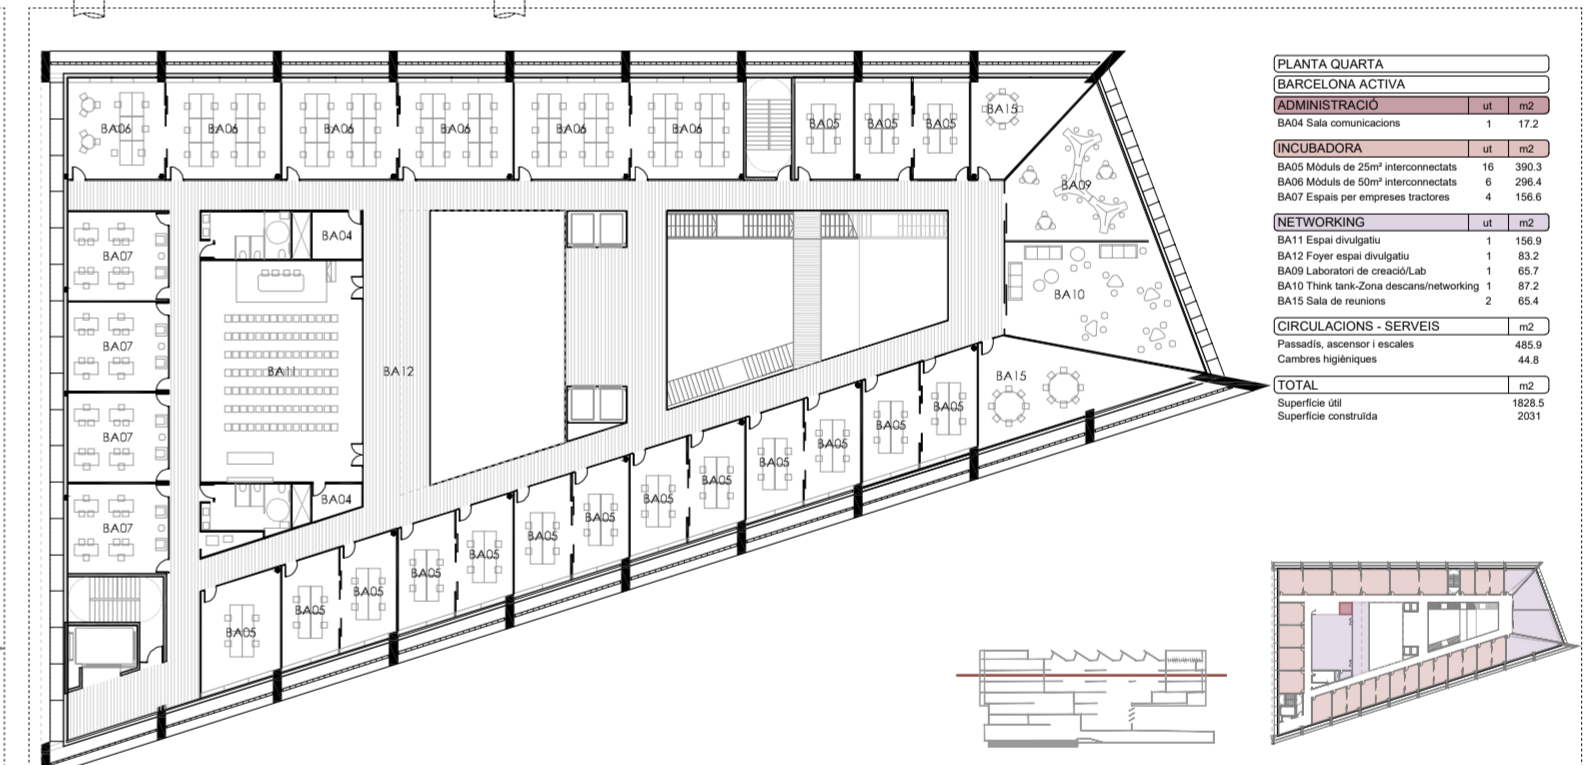 PLANTA QUARTA
BARCELONA ACTIVA
ADMINISTRACIÓ ut m2
BA04 Sala comunicacions 1 17.2
INCUBADORA ut m2
BA05 Mòduls de 25m² interconnectats 16 390.3
BA06 Mòduls de 50m² interconnectats 6 296.4
BA07 Espais per empreses tractores 4 156.6
NETWORKING ut m2
BA11 Espai divulgatiu 1 156.9
BA12 Foyer espai divulgatiu 1 83.2
BA09 Laboratori de creació/Lab 1 65.7
BA10 Think tank-Zona descans/networking 1 87.2
BA15 Sala de reunions 2 65.4
CIRCULACIONS - SERVEIS m2
Passadís, ascensor i escales 485.9
Cambres higièniques 44.8
TOTAL m2
Superfície útil 1828.5
Superfície construïda 2031
BA06 BA06 BA06 BA06 BA06 BA06 BA05 BA05 BA05 BA15
BA09
BA04
BA07
BA10
BA07
BA11 BA12 BA15
BA05
BA05
BA07
BA05
BA05
BA05
BA04
BA05
BA05
BA07
BA05
BA05
BA05
BA05
BA05
BA05
BA05